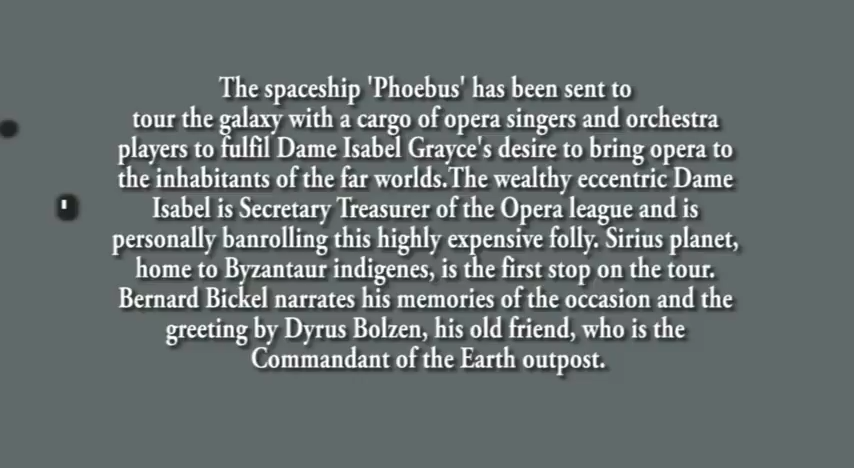 The spaceship 'Phoebus' has been sent to
tour the galaxy with a cargo of opera singers and orchestra
players to fulfil Dame Isabel Grayce's desire to bring opera to
the inhabitants of the far worlds.The wealthy eccentric Dame
Isabel is Secretary Treasurer of the Opera league and is
personally banrolling this highly expensive folly. Sirius planet,
home to Byzantaur indigenes, is the first stop on the tour.
Bernard Bickel narrates his memories of the occasion and the
greeting by Dyrus Bolzen, his old friend, who is the
Commandant of the Earth outpost.